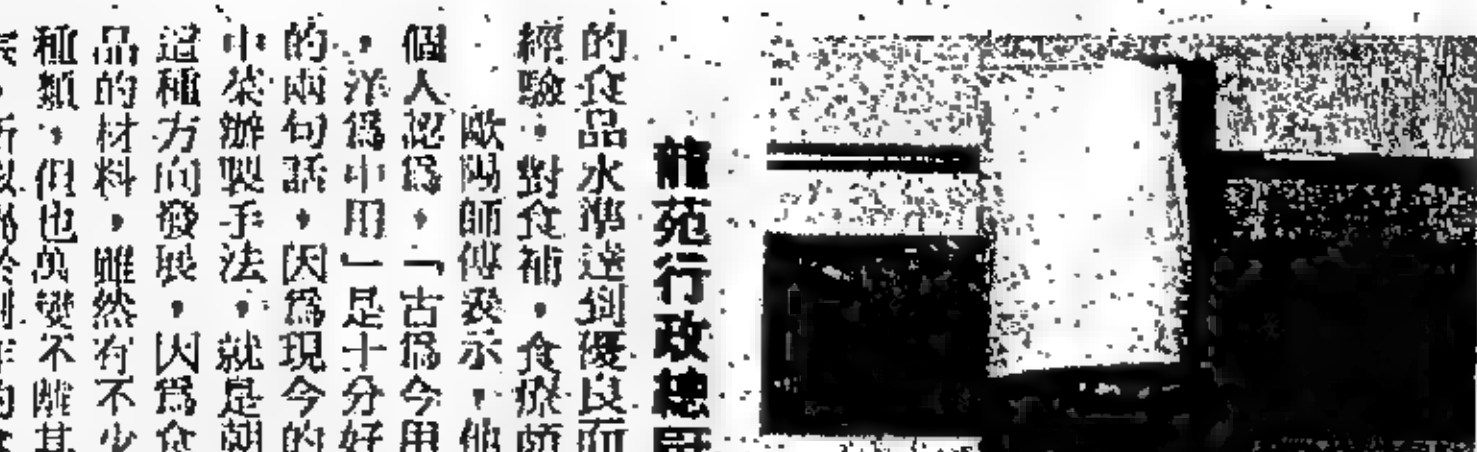 龍苑行政總厨
的食品水準達到優良而
經驗，對食補，食療頗
歐陽師傅表示，他
個人認爲，「古爲今用
，洋爲中用」是十分好
的兩句話，因爲現今的
中菜辦製手法，就是朝
這種方向發展，因爲食
品的材料，雖然有不少
種類，但也萬變不離其